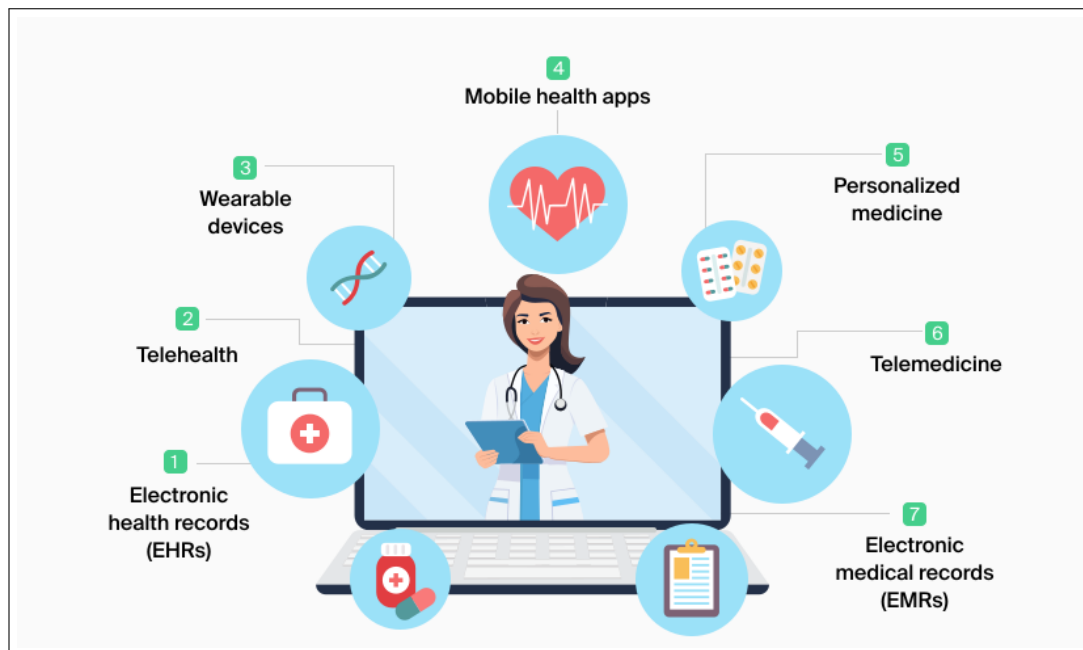 4
Mobile health apps
3
Wearable
devices
5
Personalized
medicine
2
Telehealth
6
Telemedicine
1
Electronic
health records
(EHRs)
7
Electronic
medical records
(EMRs)